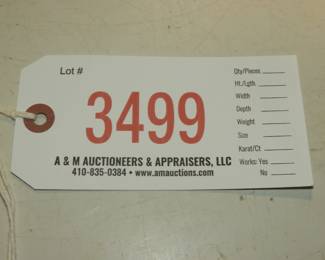 Lot #
3499
A & M AUCTIONEERS & APPRAISERS, LLC
410-835-0384 • www.amauctions.com
Qty/Pieces
Ht./Lgth.
Width
Depth
Weight
Size
Karat/Ct
Works: Yes
No